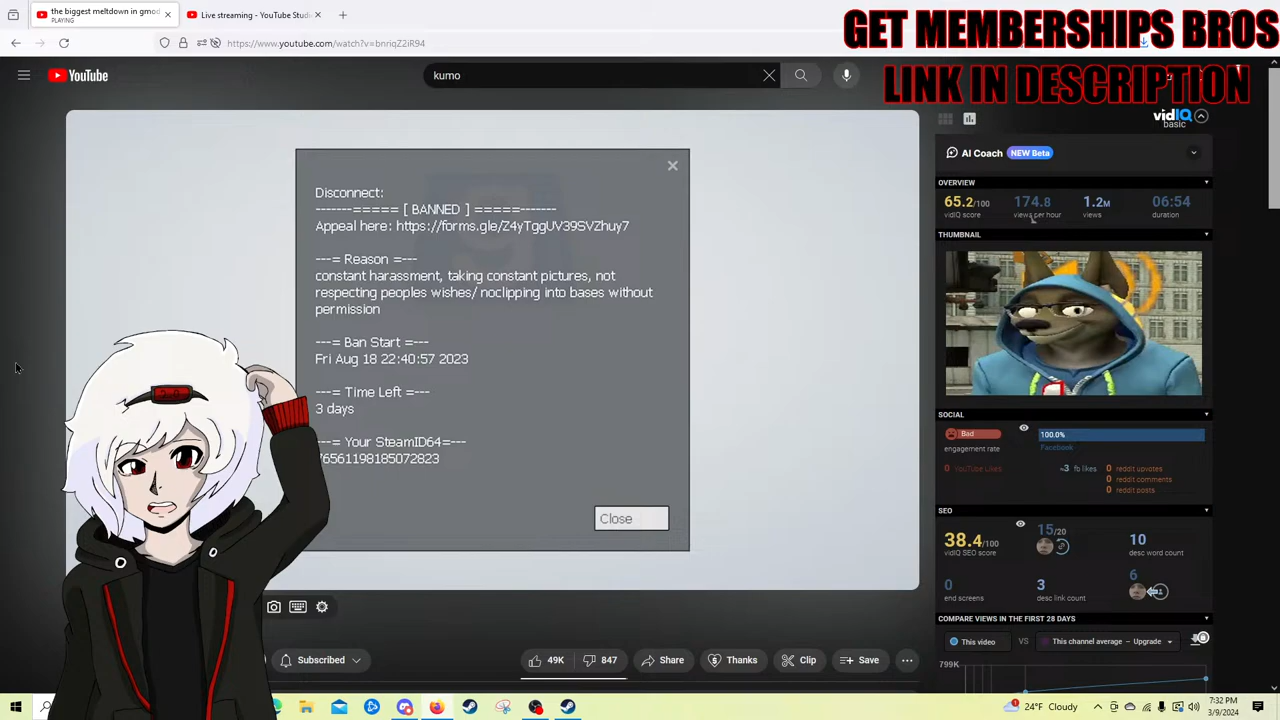 the biggest meltdown in gmod
PLAYING
Live streaming - YouTube S
GET MEMBERSHIPS BROS
https://www.youtube.com/watch?v=bnriqZ2iR94
LINK IN DESCRIPTION
YouTube
kumo
vidIQ
basic
Disconnect:
-------===== [ BANNED ] =====-------
Appeal here: https://forms.gle/Z4yTggUV39SVZhuy7
---= Reason =---
constant harassment, taking constant pictures, not
respecting peoples wishes/ noclipping into bases without
permission
---= Ban Start =---
Fri Aug 18 22:40:57 2023
---= Time Left =---
3 days
--= Your SteamID64=---
76561198185072823
Close
AI Coach NEW Beta
OVERVIEW
65.2/100 174.8 1.2M 06:54
vidIQ score views per hour views duration
THUMBNAIL
SOCIAL
Bad 100.0%
engagement rate Facebook
0 YouTube Likes ≈3 fb likes 0 reddit upvotes
0 reddit comments
0 reddit posts
SEO
38.4/100 15/20 10
vidIQ SEO score desc word count
0 3 6
end screens desc link count
COMPARE VIEWS IN THE FIRST 28 DAYS
This video VS This channel average – Upgrade
799K
Subscribed 49K 847 Share Thanks Clip Save
24°F Cloudy
7:32 PM
3/9/2024